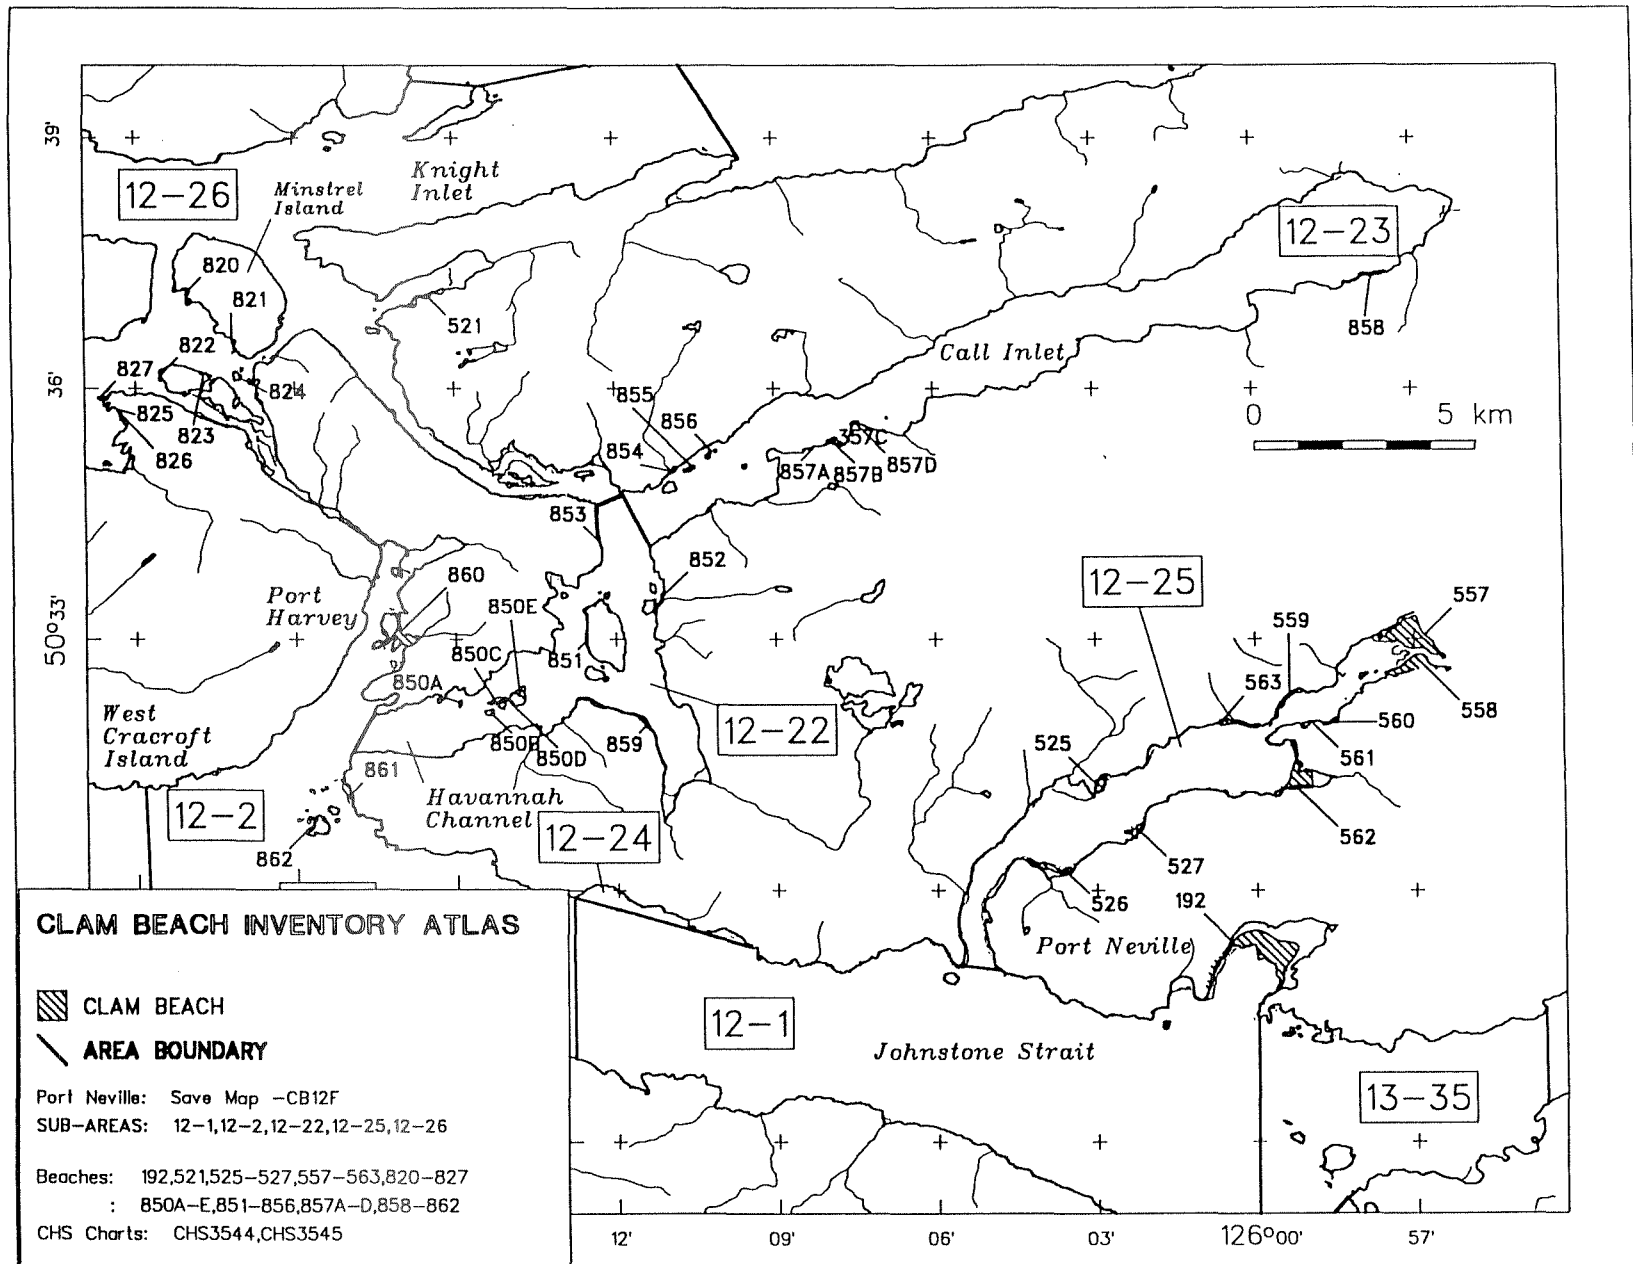 39'
Knight
Inlet
12-26
Minstrel
Island
12-23
820
821
521
858
822
Call Inlet
827
824
36'
855
0 5 km
825
823
856
826
854
357C
857A
857B
857D
853
852
12-25
860
557
Port
Harvey
850E
559
50°33'
850C
851
850A
563
558
West
Cracroft
Island
12-22
560
850B
850D
859
525
561
861
Havannah
Channel
12-2
12-24
562
862
527
526
192
Port Neville
12-1
Johnstone Strait
13-35
CLAM BEACH INVENTORY ATLAS
CLAM BEACH
AREA BOUNDARY
Port Neville: Save Map -CB12F
SUB-AREAS: 12-1,12-2,12-22,12-25,12-26
Beaches: 192,521,525-527,557-563,820-827
: 850A-E,851-856,857A-D,858-862
CHS Charts: CHS3544,CHS3545
12' 09' 06' 03' 126°00' 57'